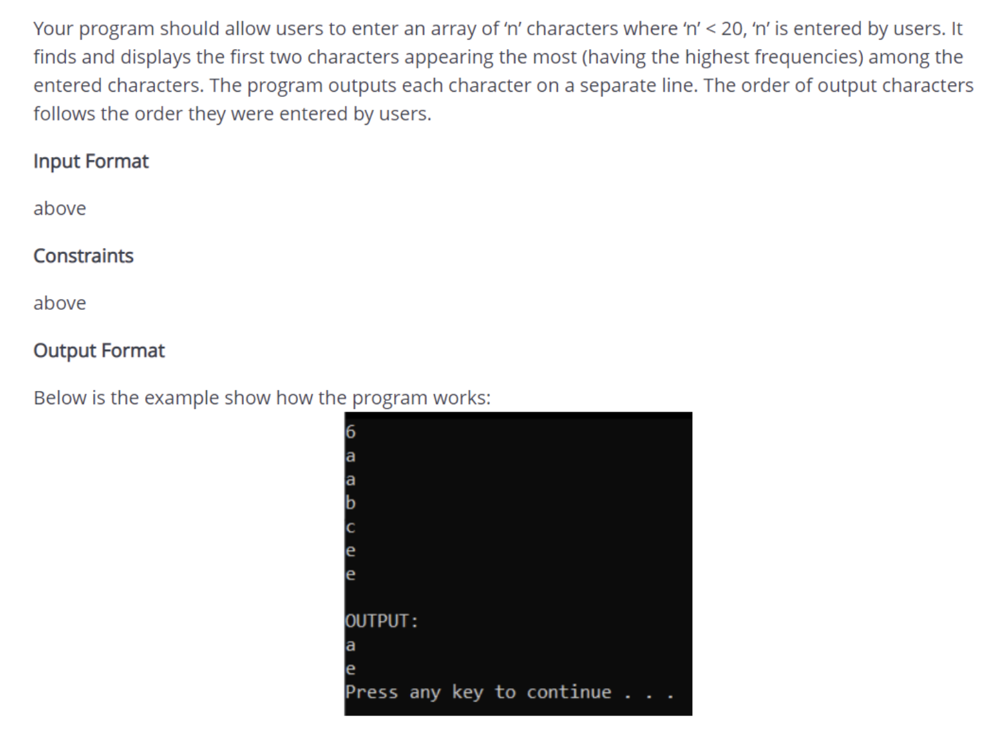 Your program should allow users to enter an array of ‘n’ characters where ‘n’ < 20, ‘n’ is entered by users. It
finds and displays the first two characters appearing the most (having the highest frequencies) among the
entered characters. The program outputs each character on a separate line. The order of output characters
follows the order they were entered by users.
Input Format
above
Constraints
above
Output Format
Below is the example show how the program works:
6
a
a
b
c
e
e
OUTPUT:
a
e
Press any key to continue . . .